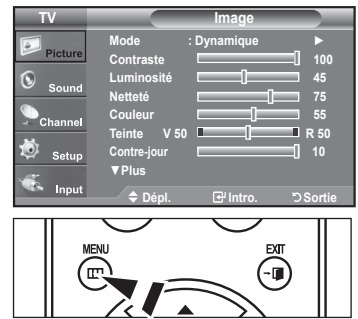 TV Image
Picture
Sound
Channel
Setup
Input
Mode : Dynamique ►
Contraste 100
Luminosité 45
Netteté 75
Couleur 55
Teinte V 50 R 50
Contre-jour 10
▼Plus
Dépl. Intro. Sortie
MENU EXIT